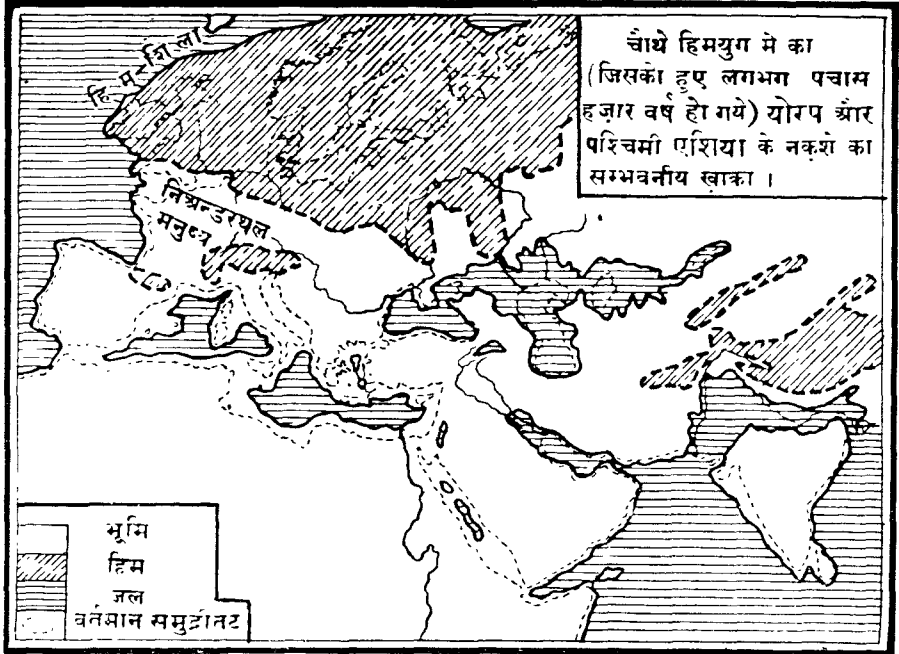 चौथे हिमयुग मे का
(जिसको हुए लगभग पचास
हज़ार वर्ष हो गये) योरप और
पश्चिमी एशिया के नक़शे का
सम्भवनीय ख़ाका ।
हिम-शिला
निअन्डरथल
मनुष्य
भूमि
हिम
जल
वर्तमान समुद्रीतट